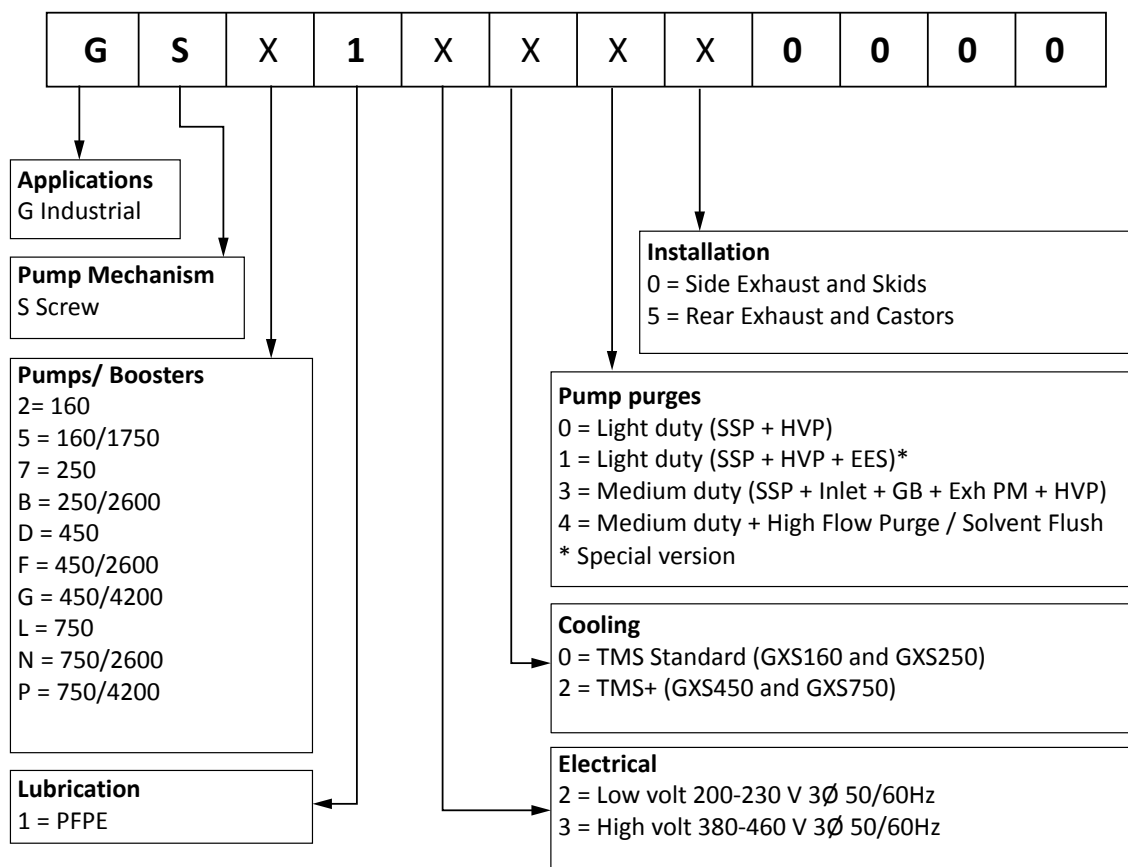 G S X 1 X X X X 0 0 0 0
Applications
G Industrial
Pump Mechanism
S Screw
Pumps/ Boosters
2= 160
5 = 160/1750
7 = 250
B = 250/2600
D = 450
F = 450/2600
G = 450/4200
L = 750
N = 750/2600
P = 750/4200
Lubrication
1 = PFPE
Installation
0 = Side Exhaust and Skids
5 = Rear Exhaust and Castors
Pump purges
0 = Light duty (SSP + HVP)
1 = Light duty (SSP + HVP + EES)*
3 = Medium duty (SSP + Inlet + GB + Exh PM + HVP)
4 = Medium duty + High Flow Purge / Solvent Flush
* Special version
Cooling
0 = TMS Standard (GXS160 and GXS250)
2 = TMS+ (GXS450 and GXS750)
Electrical
2 = Low volt 200-230 V 3Ø 50/60Hz
3 = High volt 380-460 V 3Ø 50/60Hz